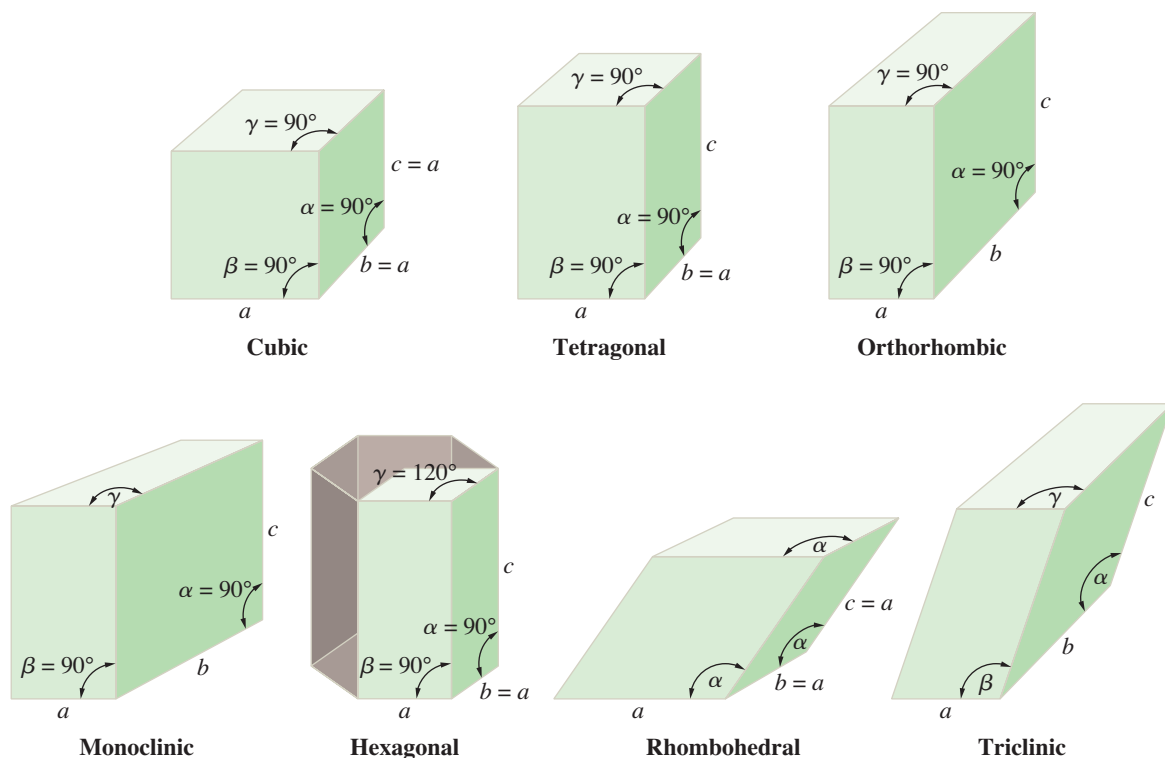 γ = 90°
c = a
α = 90°
β = 90°
b = a
a
Cubic
γ = 90°
c
α = 90°
β = 90°
b = a
a
Tetragonal
γ = 90°
c
α = 90°
β = 90°
b
a
Orthorhombic
γ
c
α = 90°
β = 90°
b
a
Monoclinic
γ = 120°
c
α = 90°
β = 90°
b = a
a
Hexagonal
α
c = a
α
α
b = a
a
Rhombohedral
γ
c
α
β
b
a
Triclinic